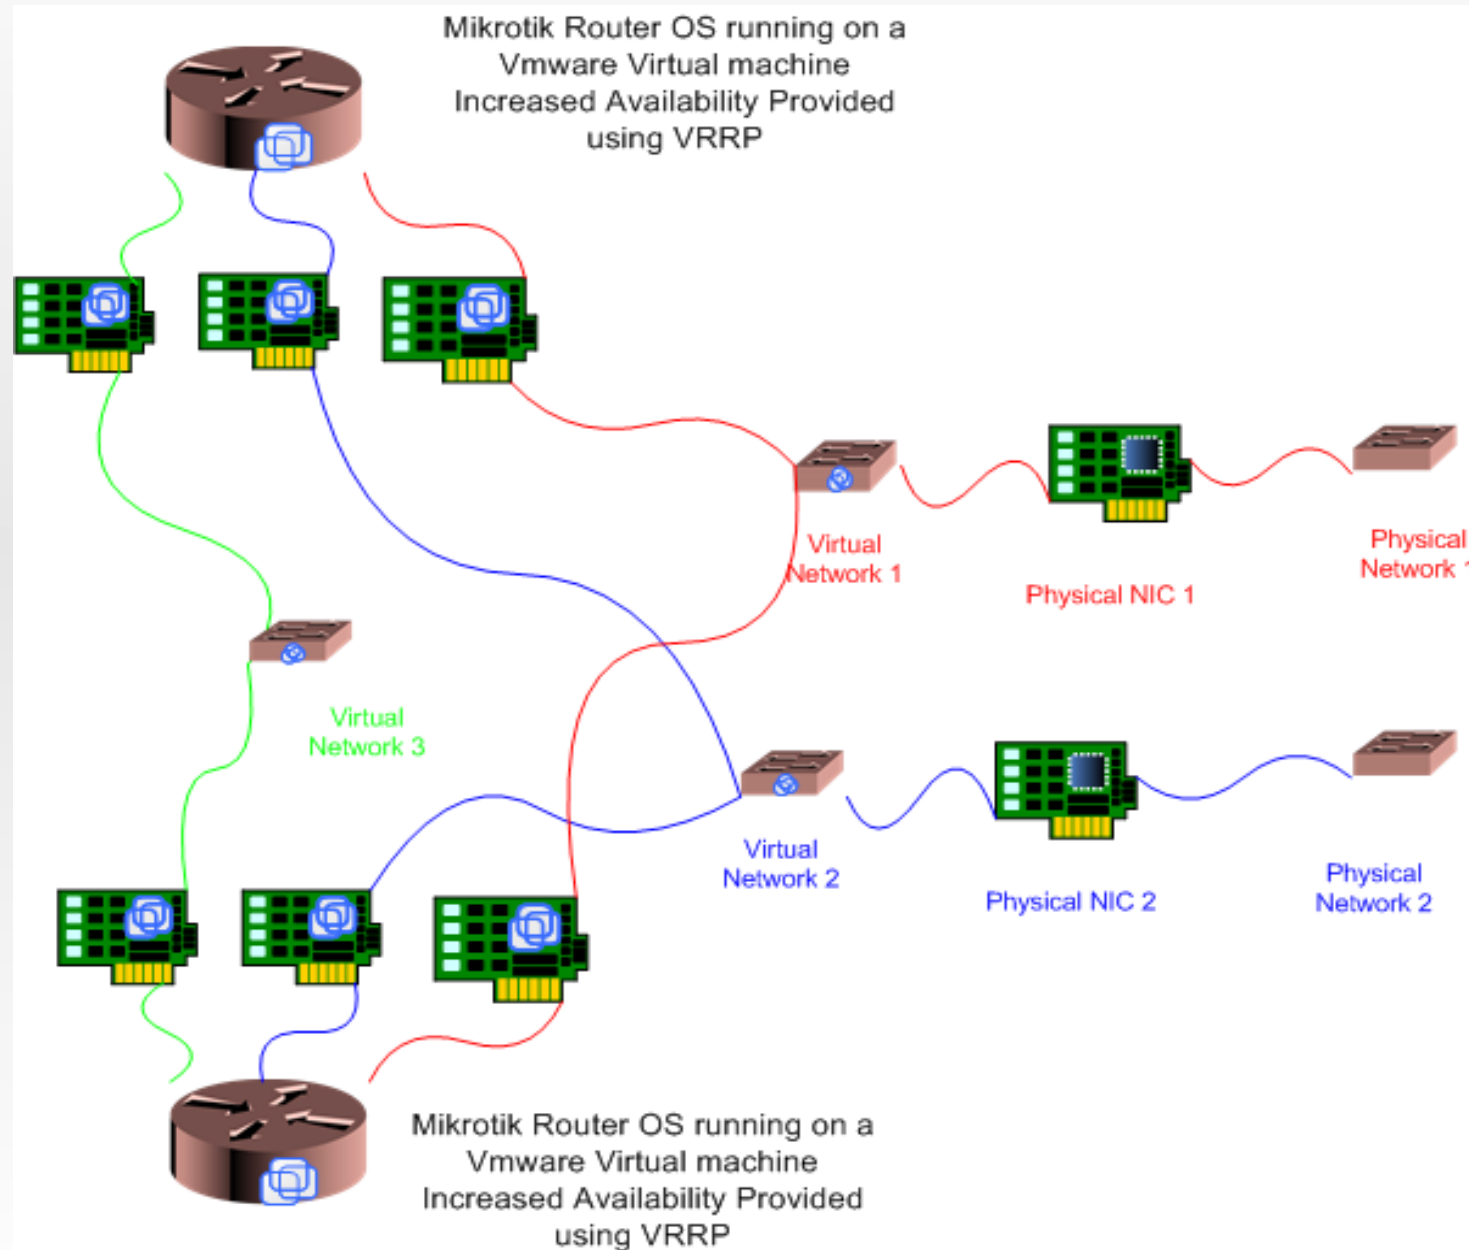 Mikrotik Router OS running on a
Vmware Virtual machine
Increased Availability Provided
using VRRP
Virtual
Network 1
Physical NIC 1
Physical
Network 1
Virtual
Network 3
Virtual
Network 2
Physical NIC 2
Physical
Network 2
Mikrotik Router OS running on a
Vmware Virtual machine
Increased Availability Provided
using VRRP